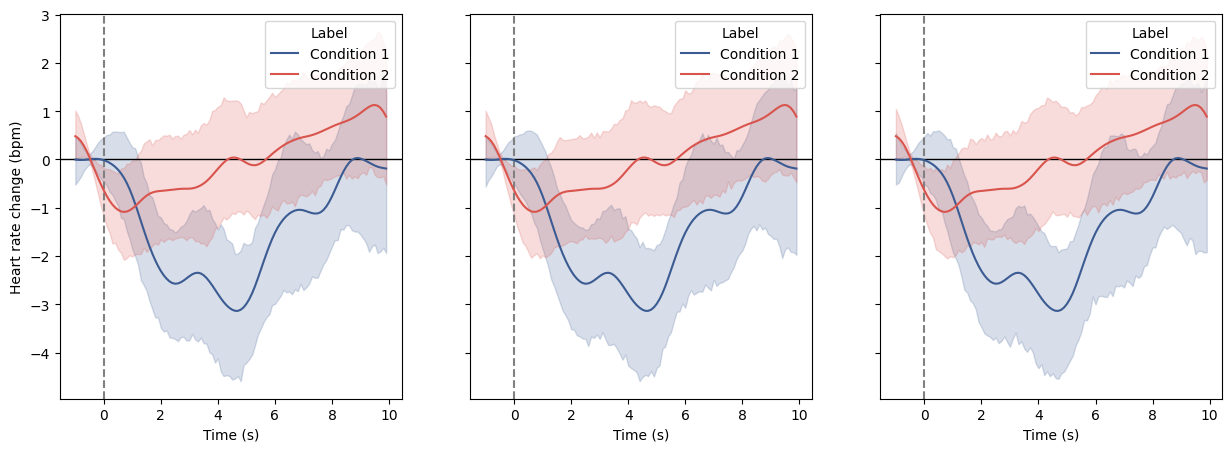 Heart rate change (bpm)
3
2
1
0
−1
−2
−3
−4
Label
Condition 1
Condition 2
0 2 4 6 8 10
Time (s)
Label
Condition 1
Condition 2
0 2 4 6 8 10
Time (s)
Label
Condition 1
Condition 2
0 2 4 6 8 10
Time (s)